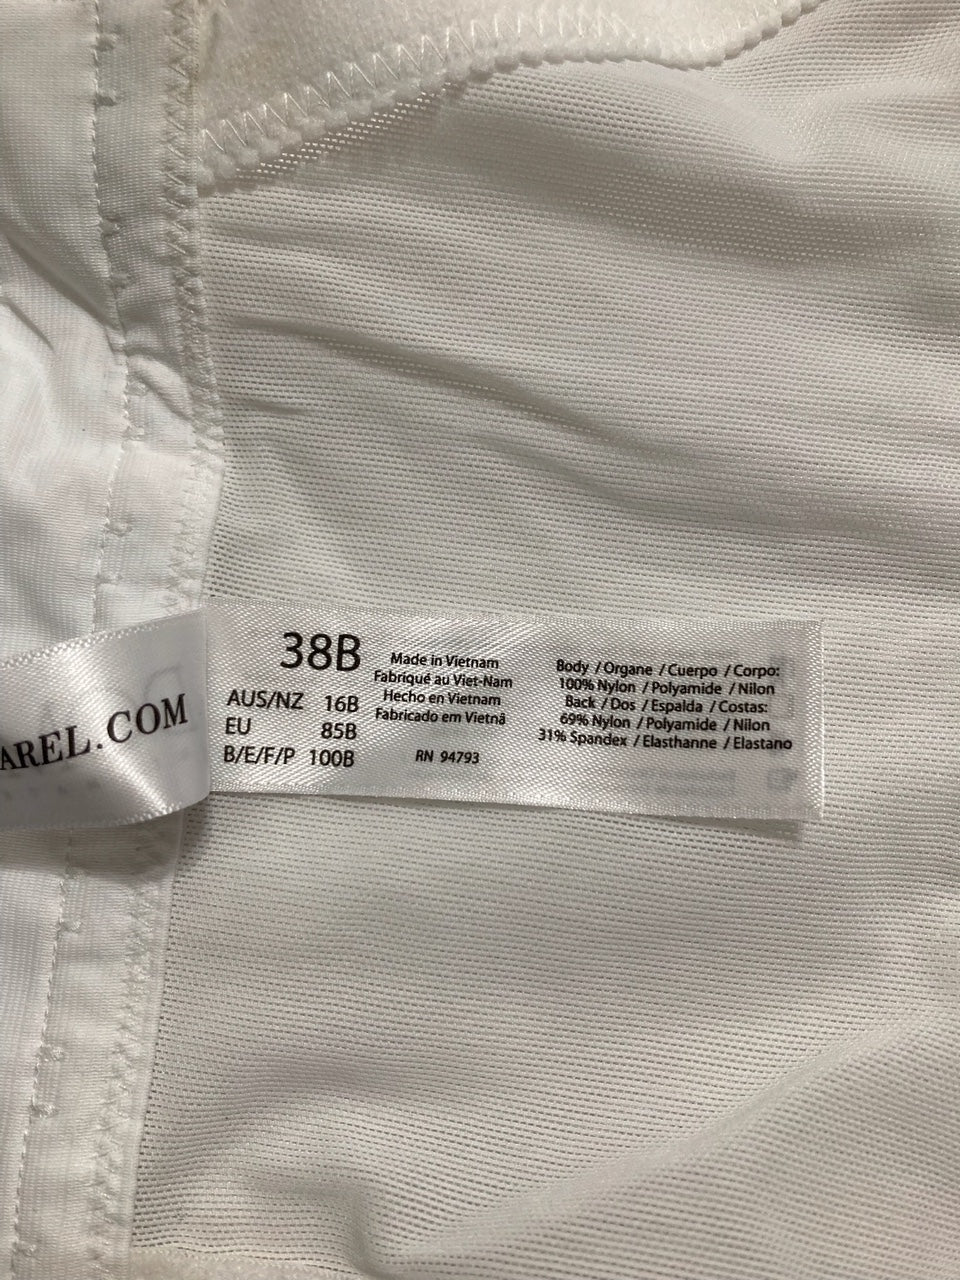 AREL.COM
38B
AUS/NZ 16B
EU 85B
B/E/F/P 100B
Made in Vietnam
Fabriqué au Viet-Nam
Hecho en Vietnam
Fabricado em Vietnã
RN 94793
Body / Organe / Cuerpo / Corpo:
100% Nylon / Polyamide / Nilon
Back / Dos / Espalda / Costas:
69% Nylon / Polyamide / Nilon
31% Spandex / Elasthanne / Elastano